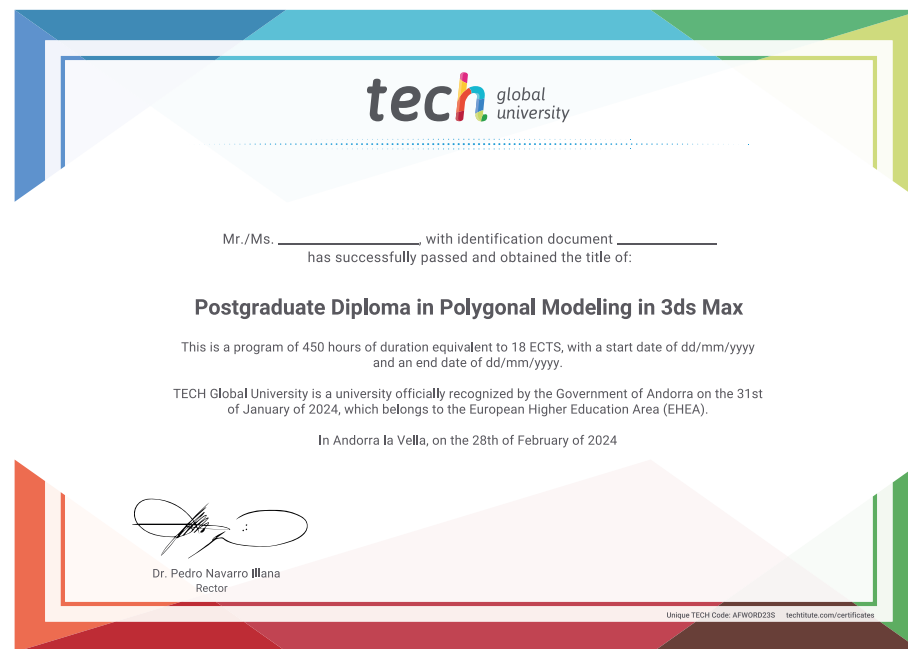 tech global university
Mr./Ms. ____________, with identification document ____________
has successfully passed and obtained the title of:
Postgraduate Diploma in Polygonal Modeling in 3ds Max
This is a program of 450 hours of duration equivalent to 18 ECTS, with a start date of dd/mm/yyyy
and an end date of dd/mm/yyyy.
TECH Global University is a university officially recognized by the Government of Andorra on the 31st
of January of 2024, which belongs to the European Higher Education Area (EHEA).
In Andorra la Vella, on the 28th of February of 2024
Dr. Pedro Navarro Illana
Rector
Unique TECH Code: AFWORD23S techtitute.com/certificates